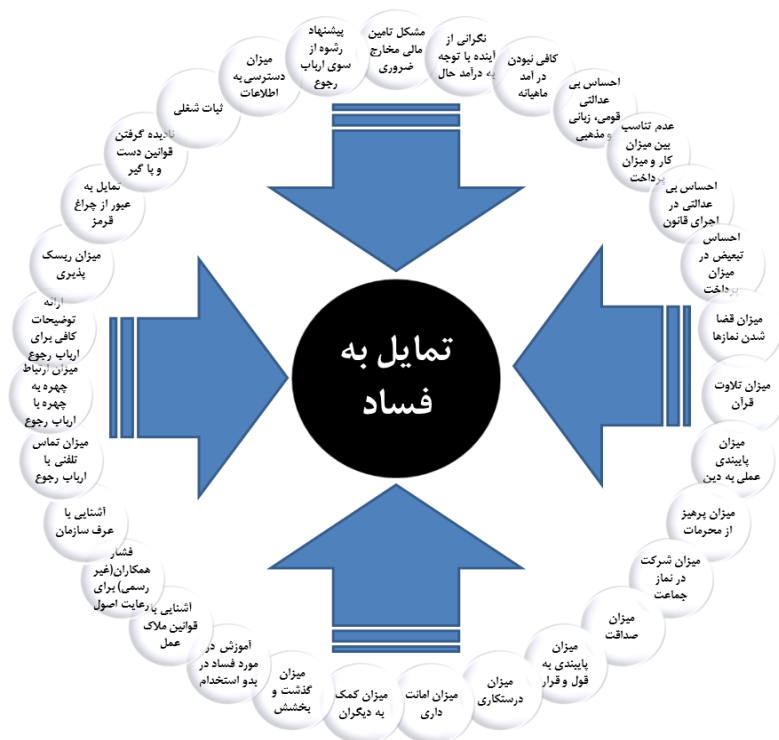 تمایل به
فساد
مشکل تامین
مالی مخارج
ضروری
نگرانی از
آینده با توجه
به درآمد حال
کافی نبودن
در آمد
ماهیانه
احساس بی
عدالتی
قومی، زبانی
و مذهبی
عدم تناسب
بین میزان
کار و میزان
پرداخت
احساس بی
عدالتی در
اجرای قانون
احساس
تبعیض در
میزان
پرداخت
میزان قضا
شدن نمازها
میزان تلاوت
قرآن
میزان
پایبندی
عملی به دین
میزان پرهیز
از محرمات
میزان شرکت
در نماز
جماعت
میزان
صداقت
میزان
پایبندی به
قول و قرار
میزان
درستکاری
میزان امانت
داری
میزان کمک
به دیگران
میزان
گذشت و
بخشش
آموزش در
مورد فساد در
بدو استخدام
آشنایی با
قوانین ملاک
عمل
فشار
همکاران(غیر
رسمی) برای
رعایت اصول
آشنایی با
عرف سازمان
میزان تماس
تلفنی با
ارباب رجوع
میزان ارتباط
چهره به
چهره با
ارباب رجوع
ارائه
توضیحات
کافی برای
ارباب رجوع
میزان ریسک
پذیری
تمایل به
عبور از چراغ
قرمز
نادیده گرفتن
قوانین دست
و پا گیر
ثبات شغلی
میزان
دسترسی به
اطلاعات
پیشنهاد
رشوه از
سوی ارباب
رجوع